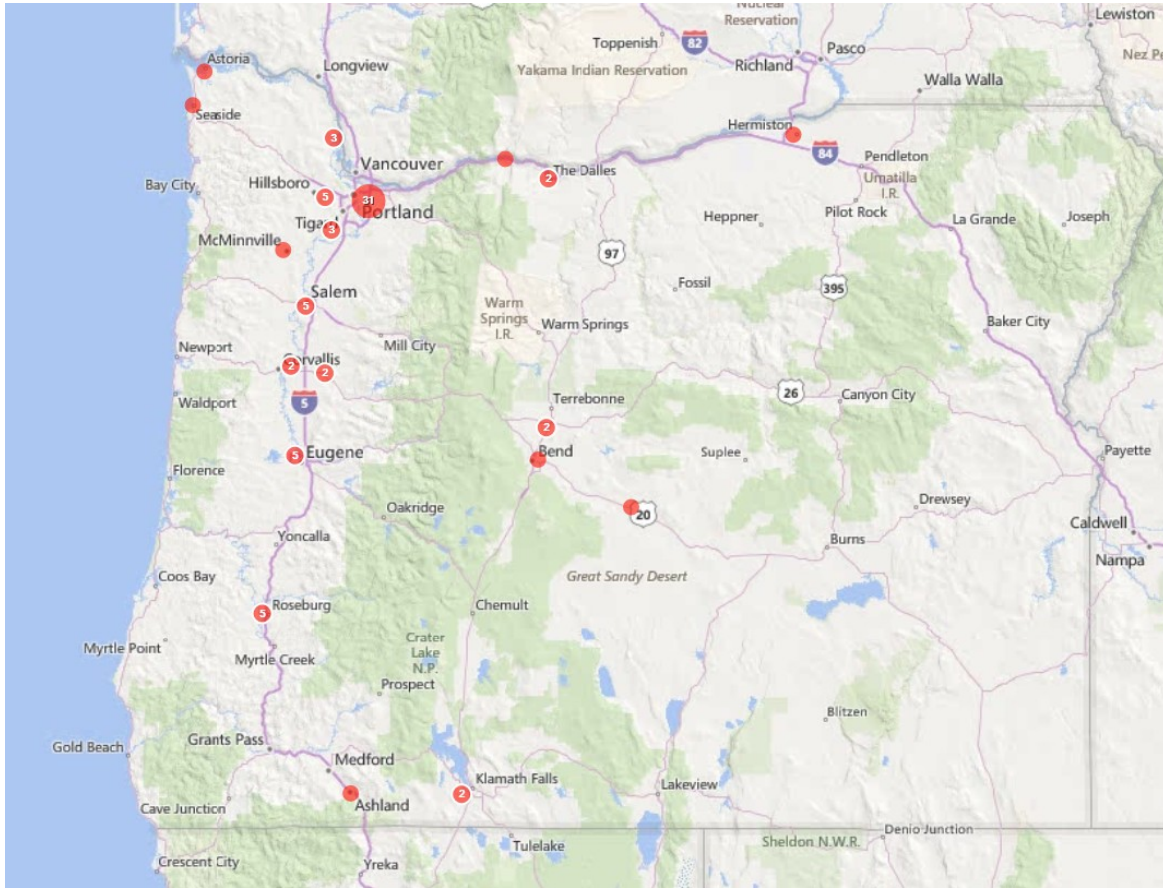 Nuclear
Reservation
Lewiston
Toppenish
82
Pasco
Astoria
Longview
Richland
Nez Pe
Yakama Indian Reservation
Walla Walla
Seaside
Hermiston
3
84
Vancouver
The Dalles
Pendleton
Umatilla
I.R.
Bay City
Hillsboro
5
2
31
Portland
Pilot Rock
Tigard
3
Heppner
La Grande
Joseph
McMinnville
97
Salem
5
Fossil
395
Warm
Springs
I.R.
Warm Springs
Baker City
Newport
Mill City
Corvallis
2
2
Waldport
5
Terrebonne
26
Canyon City
2
Eugene
5
Bend
Suplee
Payette
Florence
Oakridge
20
Drewsey
Caldwell
Yoncalla
Burns
Nampa
Coos Bay
Great Sandy Desert
Roseburg
5
Chemult
Myrtle Point
Myrtle Creek
Crater
Lake
N.P.
Prospect
Blitzen
Gold Beach
Grants Pass
Medford
Klamath Falls
2
Lakeview
Cave Junction
Ashland
Denio Junction
Sheldon N.W.R.
Tulelake
Crescent City
Yreka